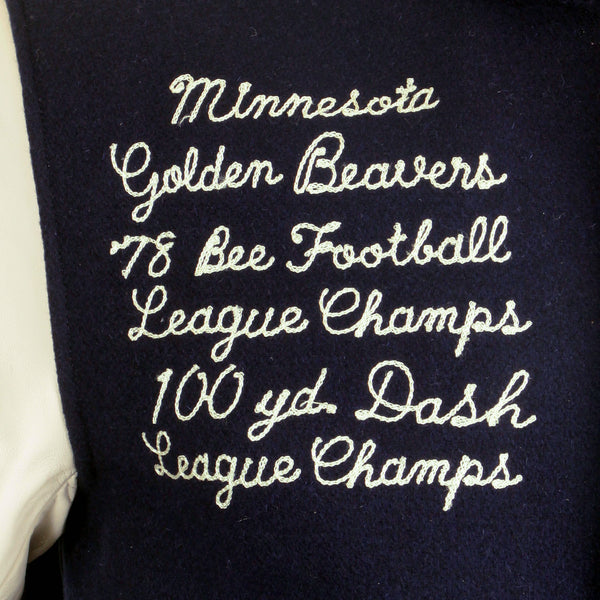 Minnesota
Golden Beavers
'78 Bee Football
League Champs
100 yd. Dash
League Champs